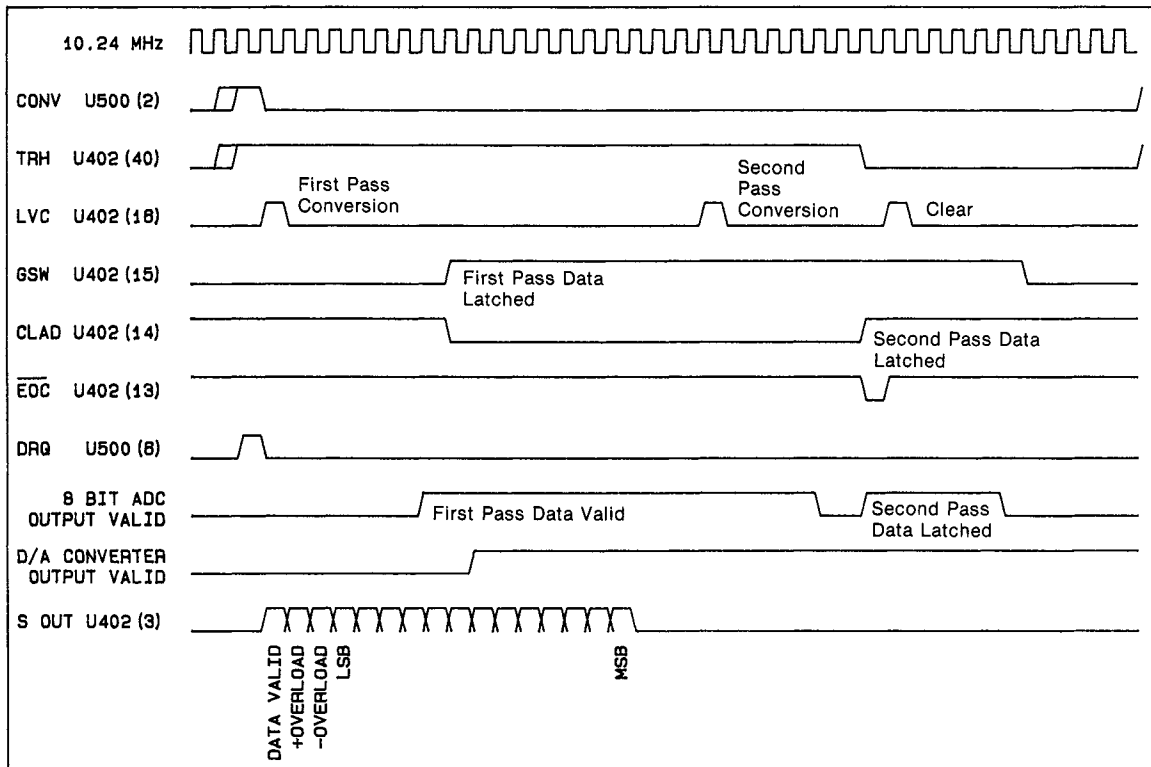 10.24 MHz
CONV U500 (2)
TRH U402 (40)
First Pass
Conversion
Second
Pass
Conversion
LVC U402 (16)
Clear
GSW U402 (15)
First Pass Data
Latched
CLAD U402 (14)
Second Pass Data
Latched
EOC U402 (13)
DRQ U500 (6)
8 BIT ADC
OUTPUT VALID
First Pass Data Valid
Second Pass
Data Latched
D/A CONVERTER
OUTPUT VALID
S OUT U402 (3)
DATA VALID
+OVERLOAD
-OVERLOAD
LSB
MSB